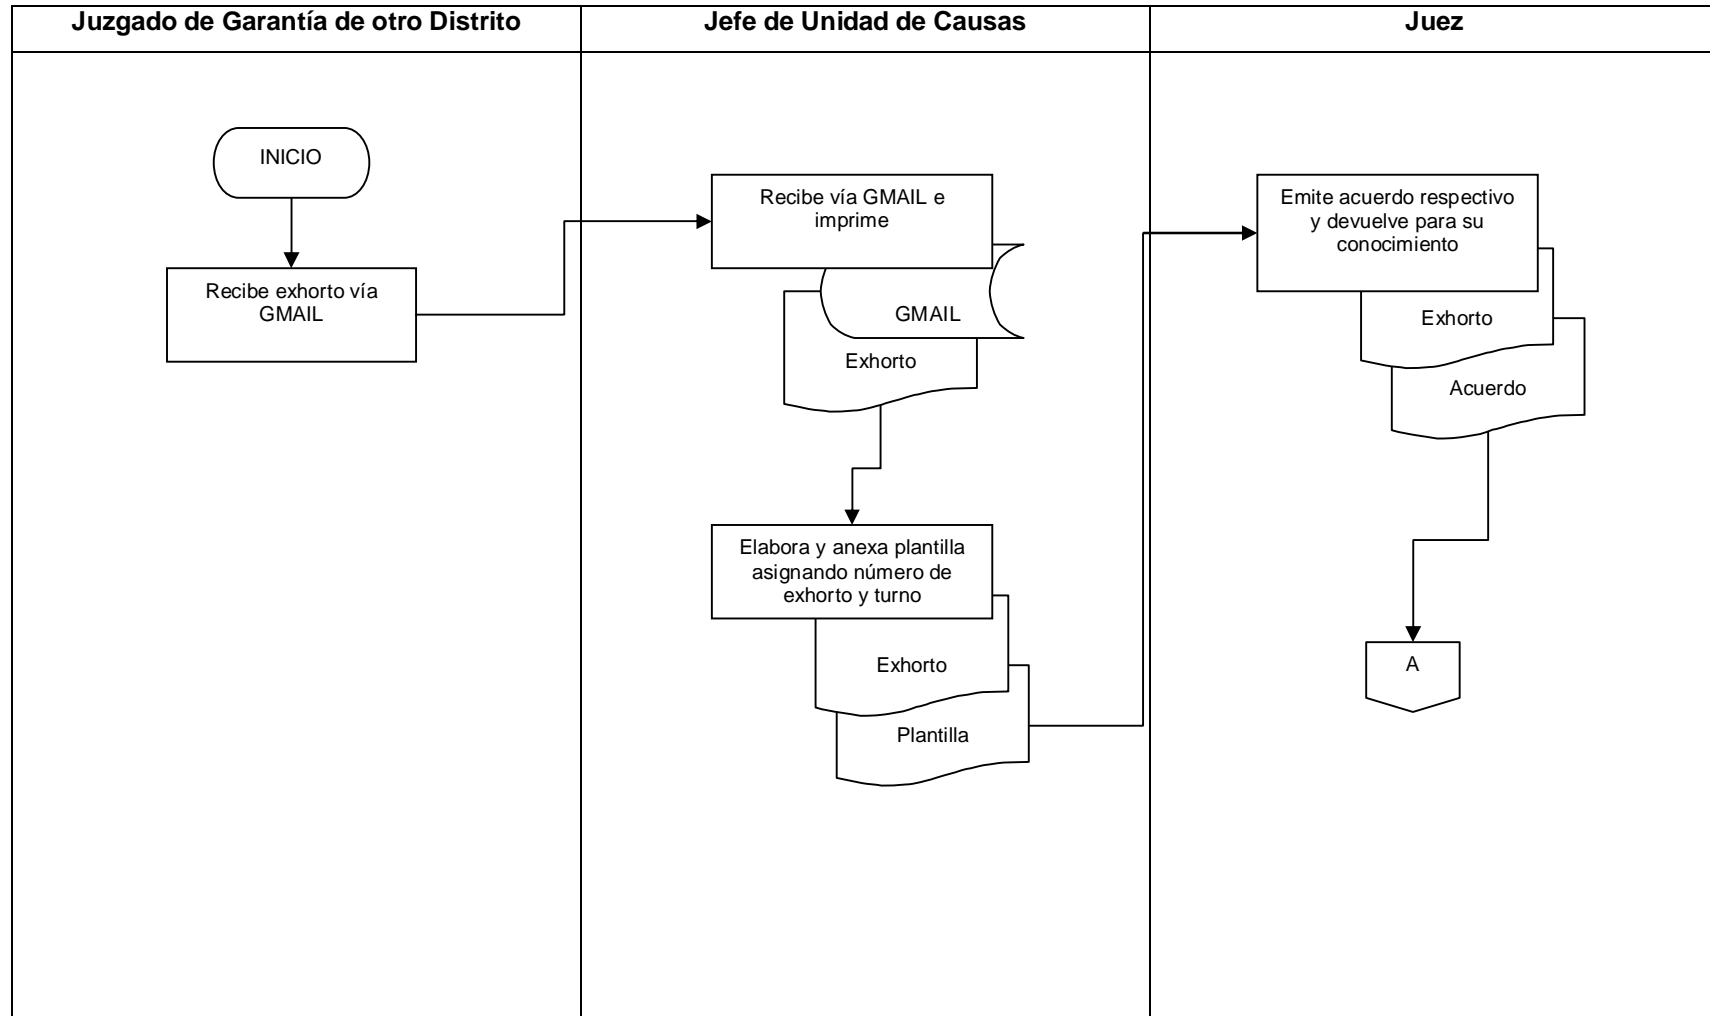 Juzgado de Garantía de otro Distrito
Jefe de Unidad de Causas
Juez
INICIO
Recibe exhorto vía
GMAIL
Recibe vía GMAIL e
imprime
GMAIL
Exhorto
Elabora y anexa plantilla
asignando número de
exhorto y turno
Exhorto
Plantilla
Emite acuerdo respectivo
y devuelve para su
conocimiento
Exhorto
Acuerdo
A